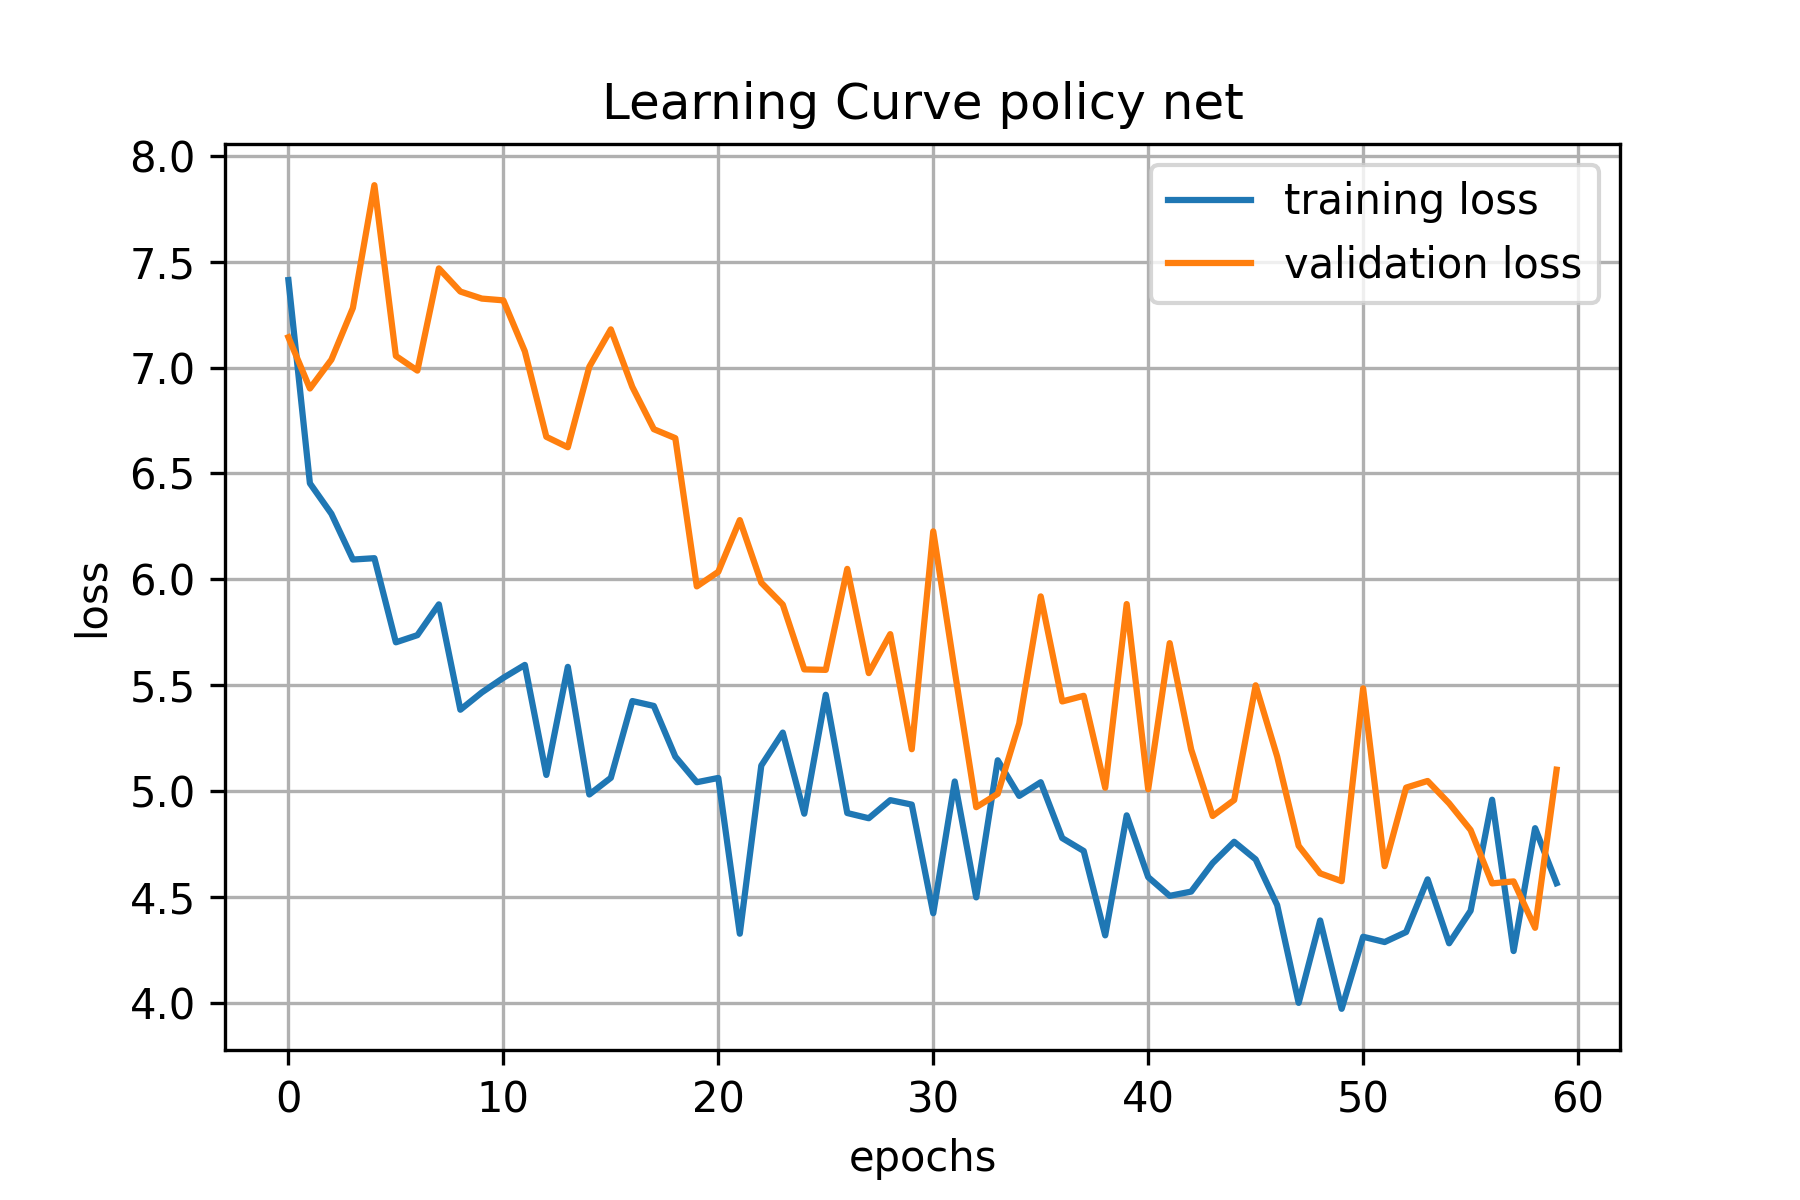 Learning Curve policy net
training loss
validation loss
loss
8.0
7.5
7.0
6.5
6.0
5.5
5.0
4.5
4.0
0 10 20 30 40 50 60
epochs